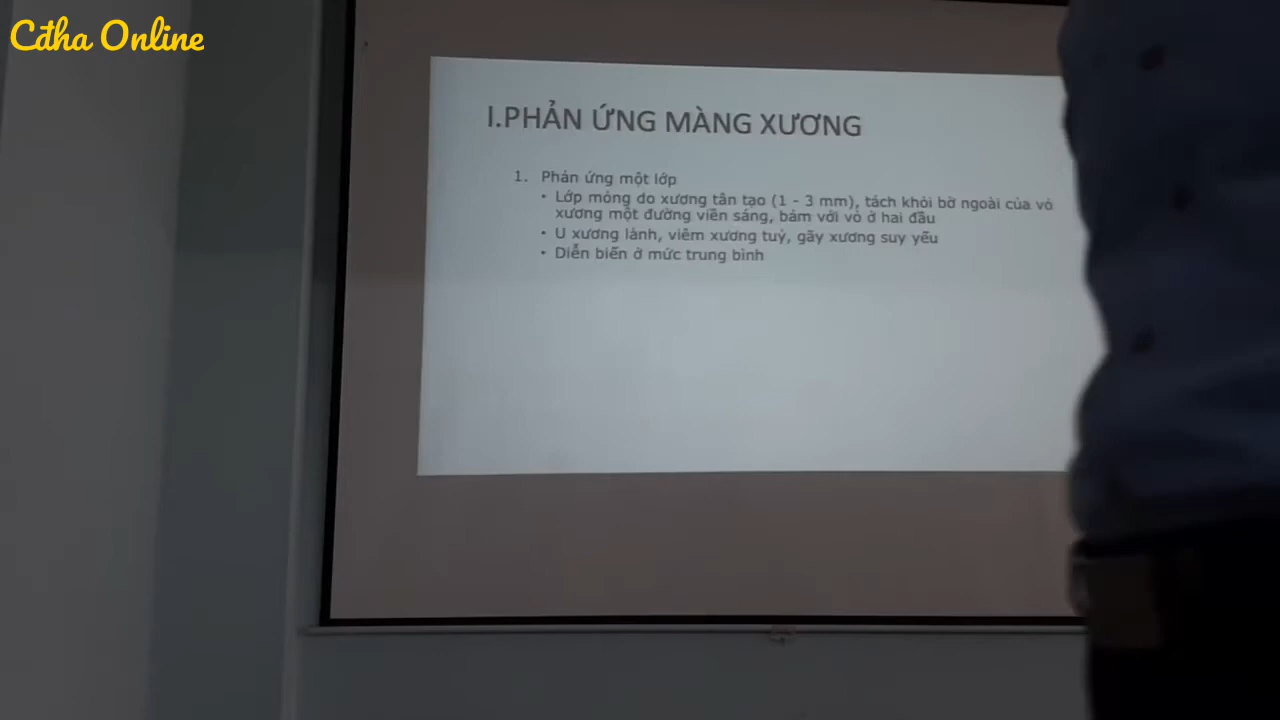 Cđha Online
I.PHẢN ỨNG MÀNG XƯƠNG
1. Phản ứng một lớp
• Lớp mỏng do xương tân tạo (1 - 3 mm), tách khỏi bờ ngoài của vỏ
xương một đường viền sáng, bám với vỏ ở hai đầu
• U xương lành, viêm xương tuỷ, gãy xương suy yếu
• Diễn biến ở mức trung bình